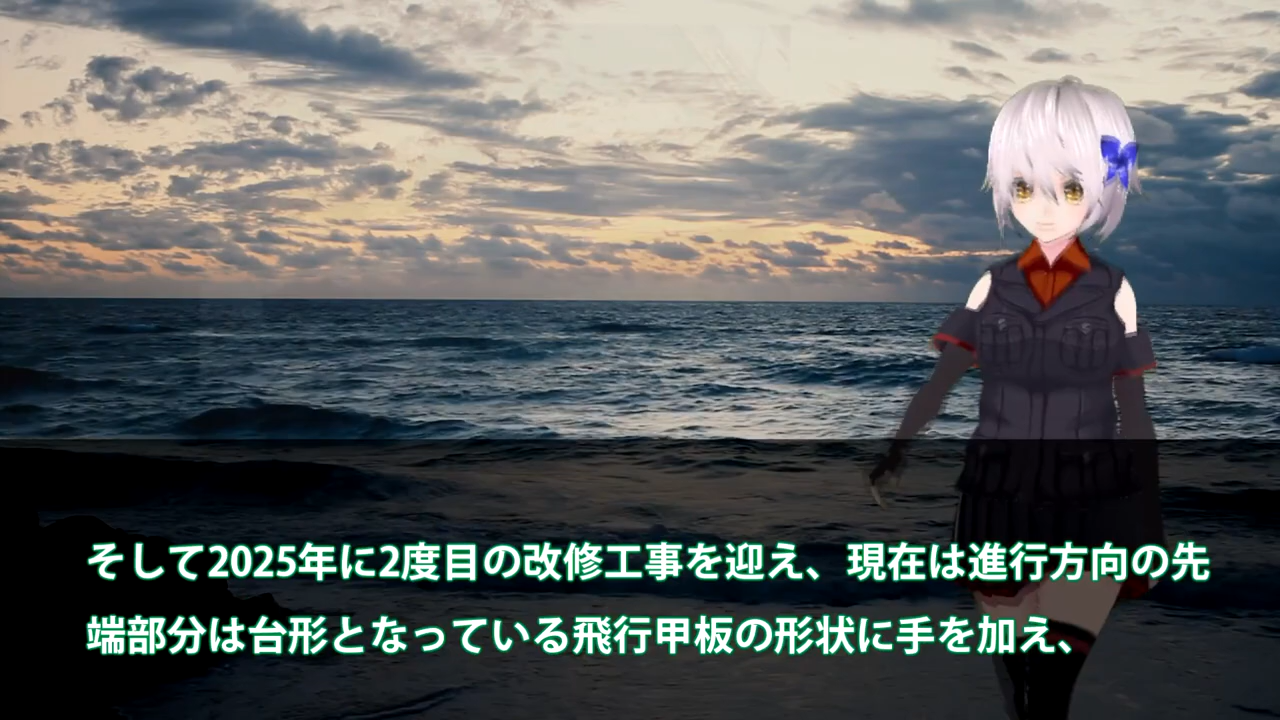 そして2025年に2度目の改修工事を迎え、現在は進行方向の先
端部分は台形となっている飛行甲板の形状に手を加え、